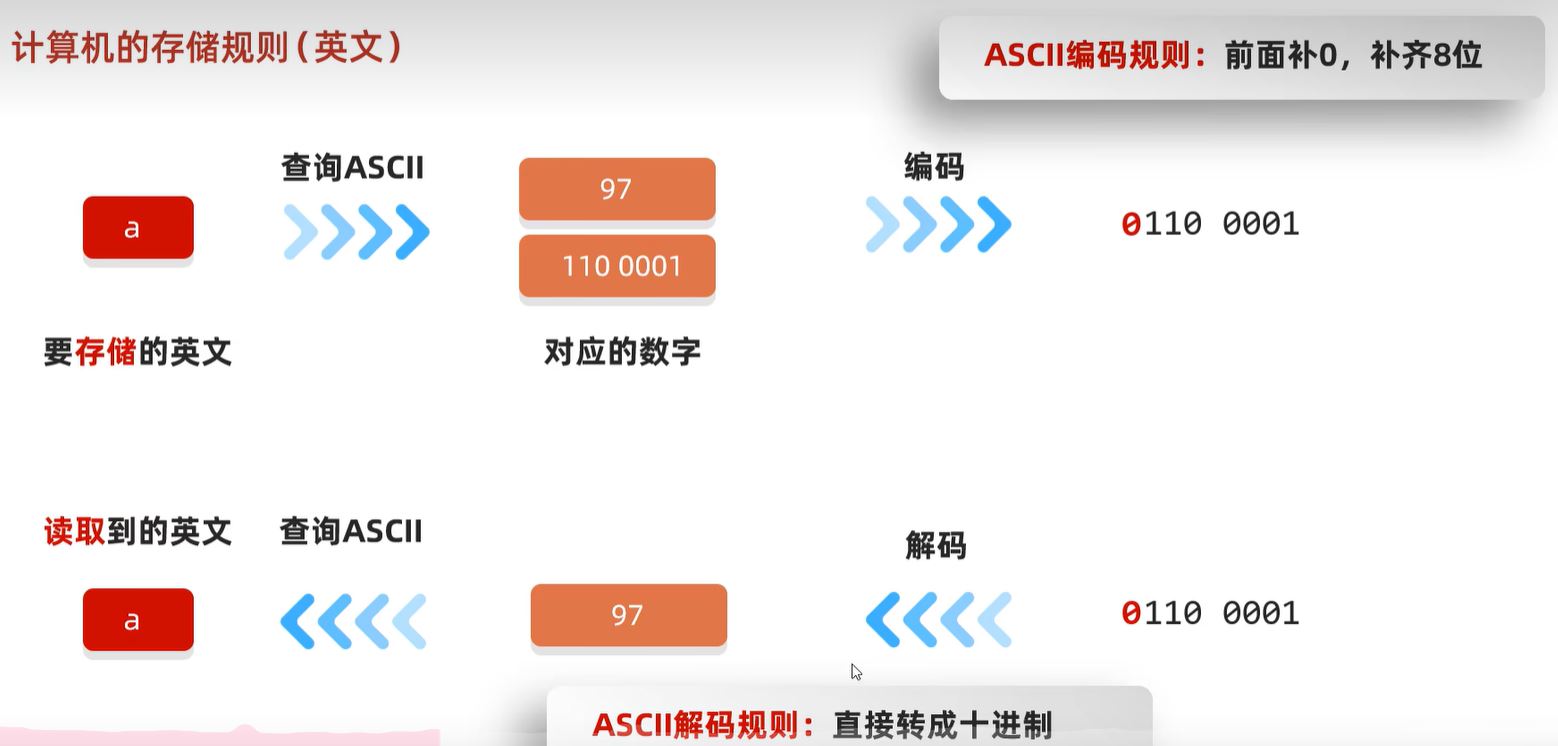 计算机的存储规则(英文)
ASCII编码规则：前面补0，补齐8位
查询ASCII
编码
a
97
110 0001
0110 0001
要存储的英文
对应的数字
读取到的英文
查询ASCII
解码
a
97
0110 0001
ASCII解码规则：直接转成十进制